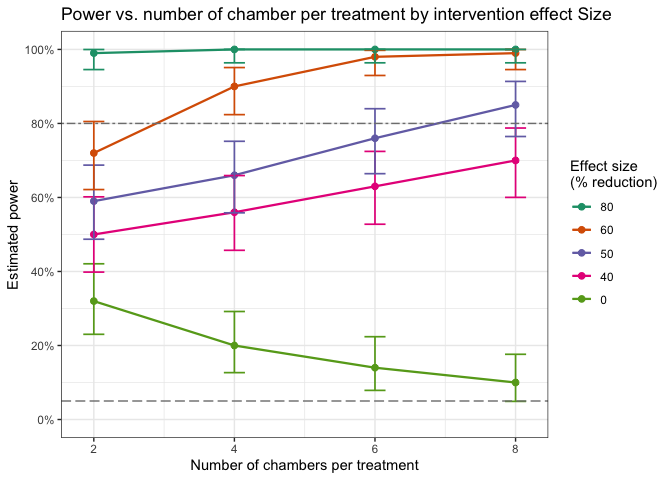 Power vs. number of chamber per treatment by intervention effect Size
100%
80%
60%
40%
20%
0%
Estimated power
2 4 6 8
Number of chambers per treatment
Effect size
(% reduction)
80
60
50
40
0